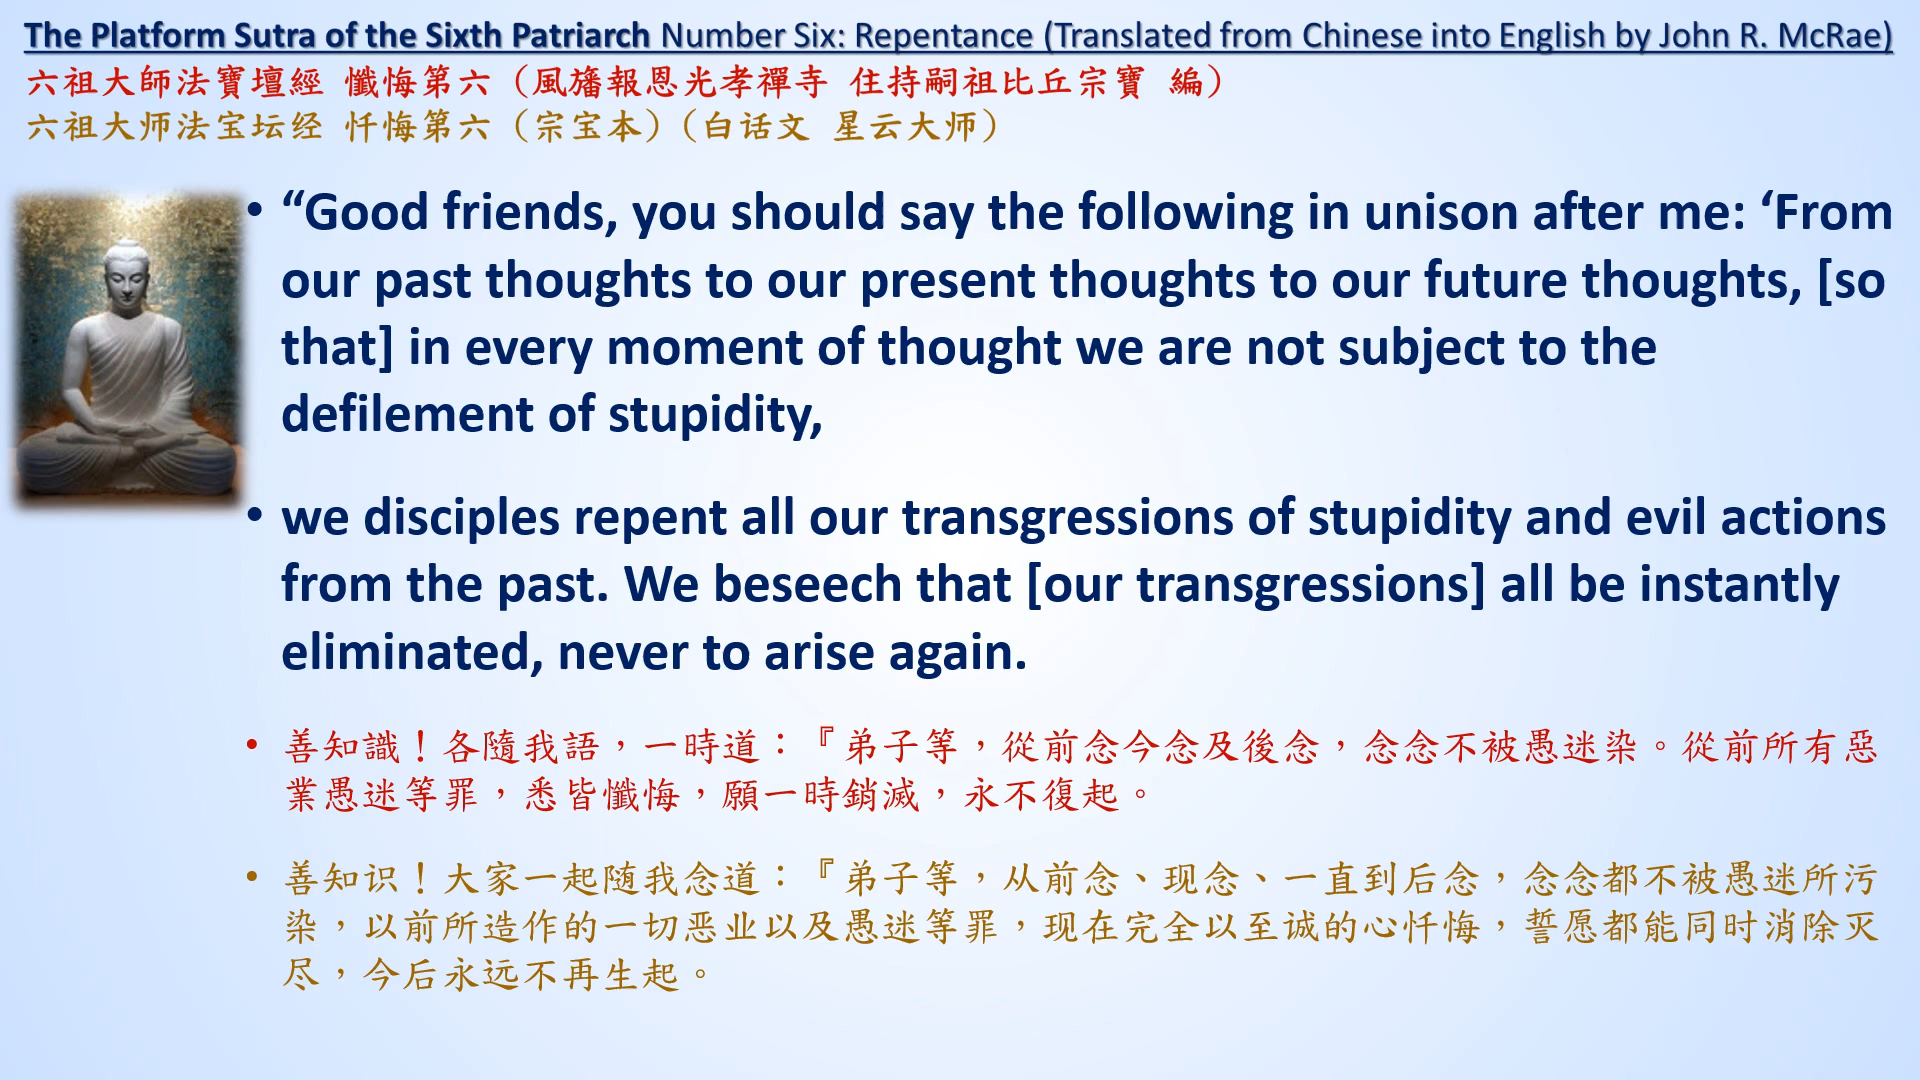 The Platform Sutra of the Sixth Patriarch Number Six: Repentance (Translated from Chinese into English by John R. McRae)
六祖大師法寶壇經 懺悔第六（風旛報恩光孝禪寺 住持嗣祖比丘宗寶 編）
六祖大师法宝坛经 忏悔第六（宗宝本）（白话文 星云大师）
• “Good friends, you should say the following in unison after me: ‘From
our past thoughts to our present thoughts to our future thoughts, [so
that] in every moment of thought we are not subject to the
defilement of stupidity,
• we disciples repent all our transgressions of stupidity and evil actions
from the past. We beseech that [our transgressions] all be instantly
eliminated, never to arise again.
• 善知識！各隨我語，一時道：『弟子等，從前念今念及後念，念念不被愚迷染。從前所有惡
業愚迷等罪，悉皆懺悔，願一時銷滅，永不復起。
• 善知识！大家一起随我念道：『弟子等，从前念、现念、一直到后念，念念都不被愚迷所污
染，以前所造作的一切恶业以及愚迷等罪，现在完全以至诚的心忏悔，誓愿都能同时消除灭
尽，今后永远不再生起。